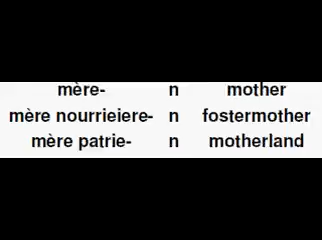 mère- n mother
mère nourrieiere- n fostermother
mère patrie- n motherland